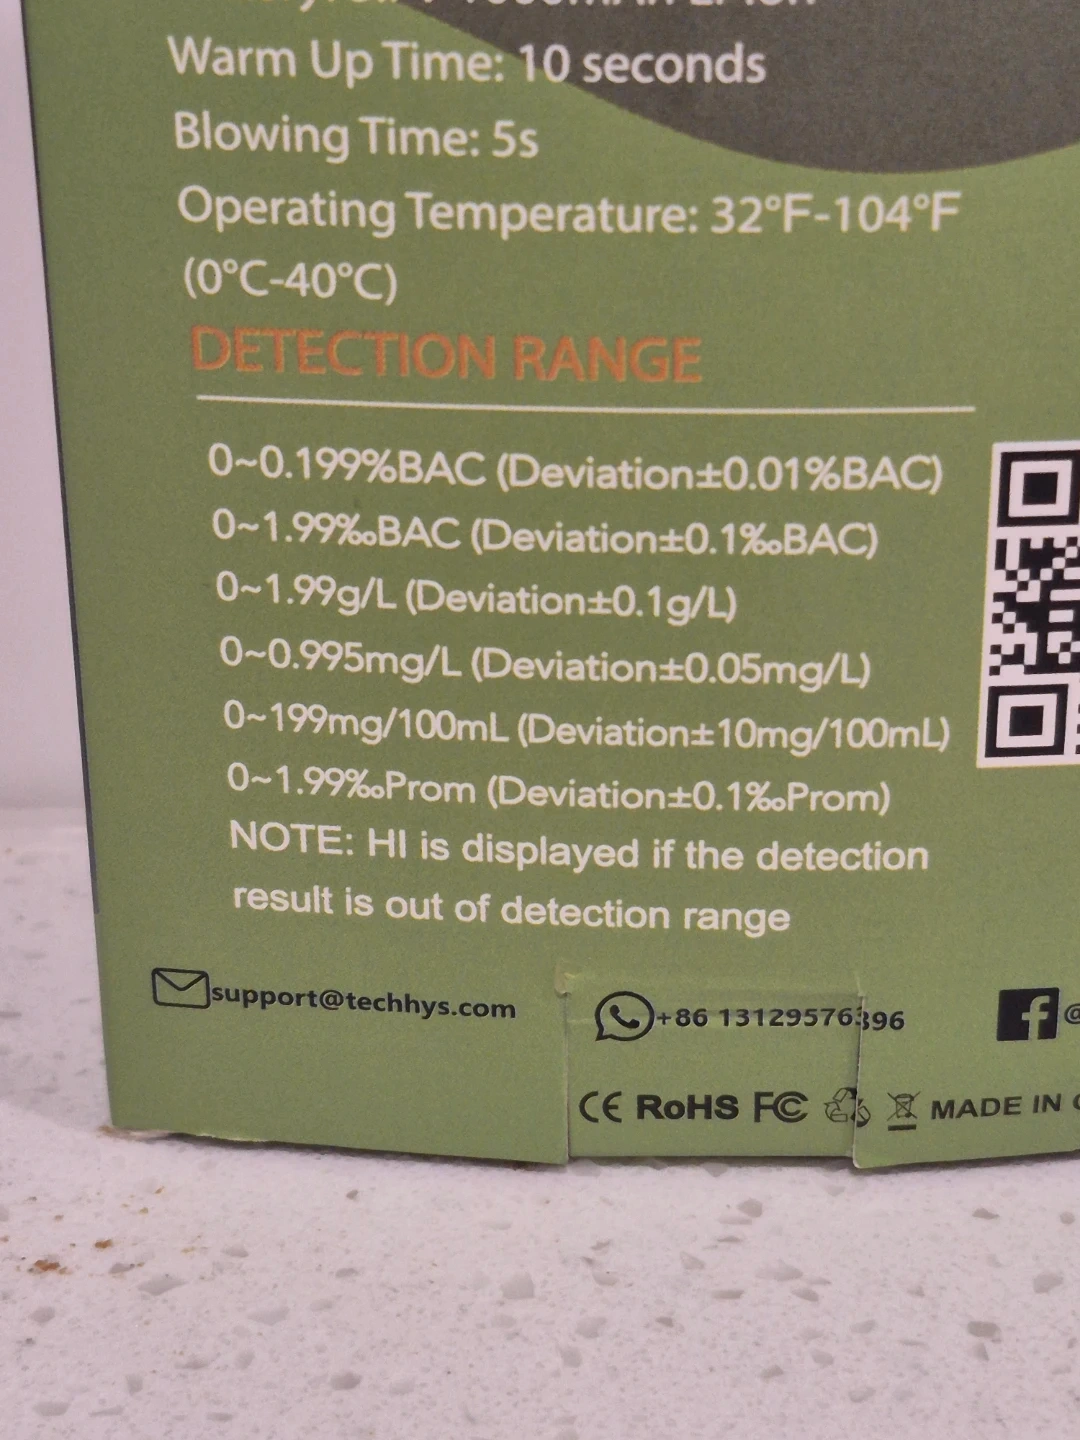 Warm Up Time: 10 seconds
Blowing Time: 5s
Operating Temperature: 32°F-104°F
(0°C-40°C)
DETECTION RANGE
0~0.199%BAC (Deviation±0.01%BAC)
0~1.99‰BAC (Deviation±0.1‰BAC)
0~1.99g/L (Deviation±0.1g/L)
0~0.995mg/L (Deviation±0.05mg/L)
0~199mg/100mL (Deviation±10mg/100mL)
0~1.99‰Prom (Deviation±0.1‰Prom)
NOTE: HI is displayed if the detection
result is out of detection range
support@techhys.com
+86 13129576396
@
CE RoHS FC MADE IN